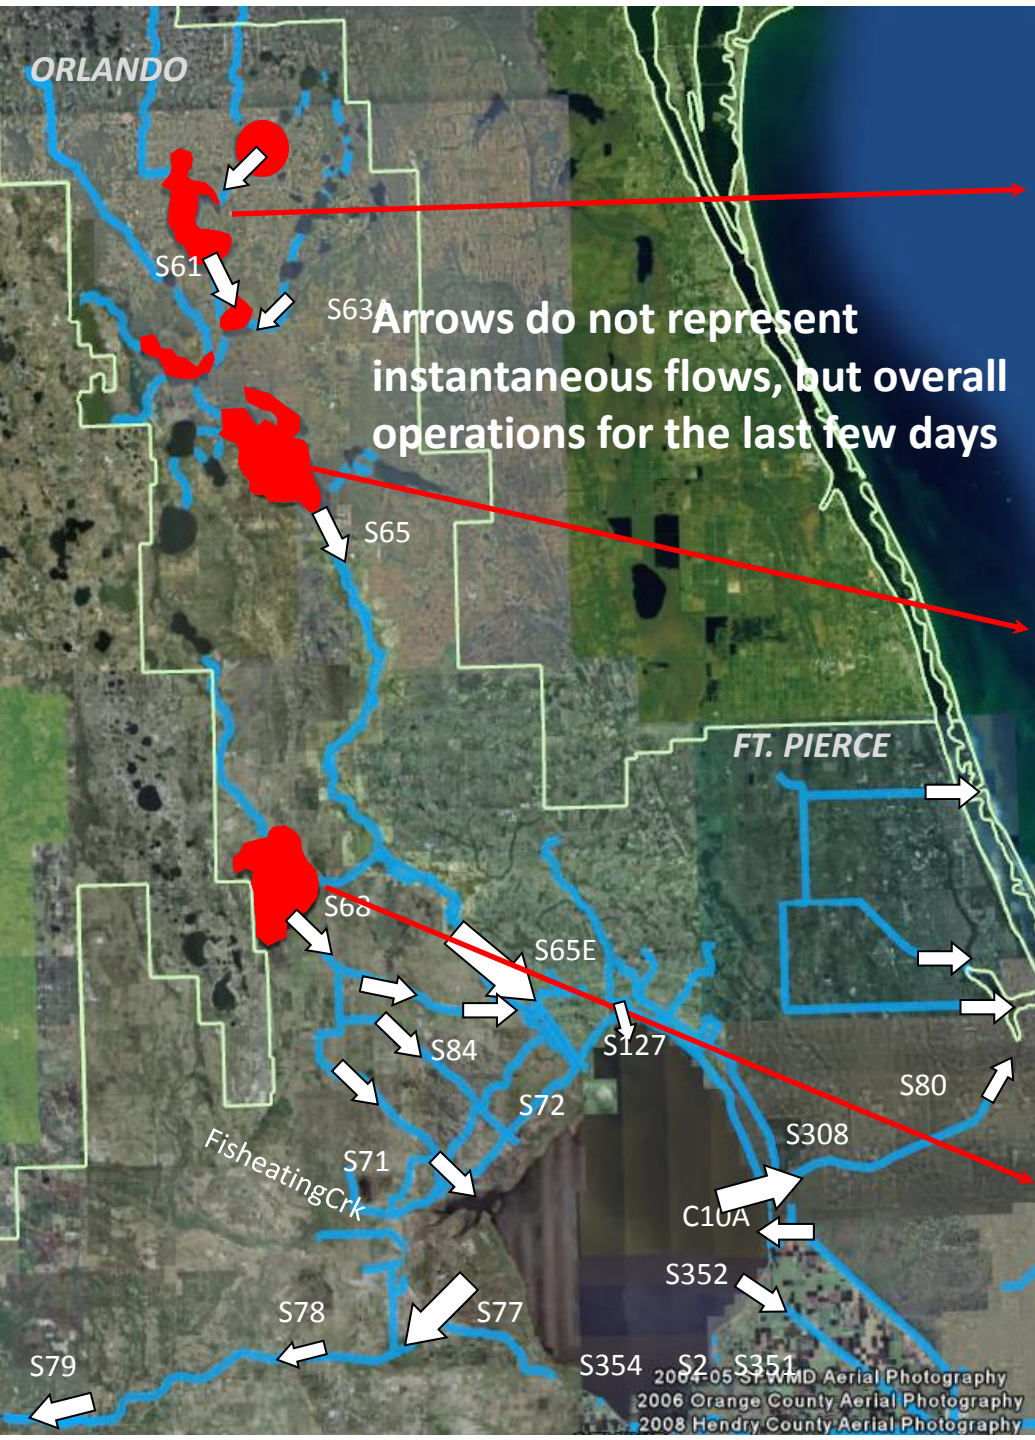 ORLANDO
S61
S63A
Arrows do not represent
instantaneous flows, but overall
operations for the last few days
S65
FT. PIERCE
S68
S65E
S127
S84
S80
S72
S308
FisheatingCrk
S71
C10A
S352
S78
S77
S79
S354
S2
S351
2004-05 SFWMD Aerial Photography
2006 Orange County Aerial Photography
2008 Hendry County Aerial Photography